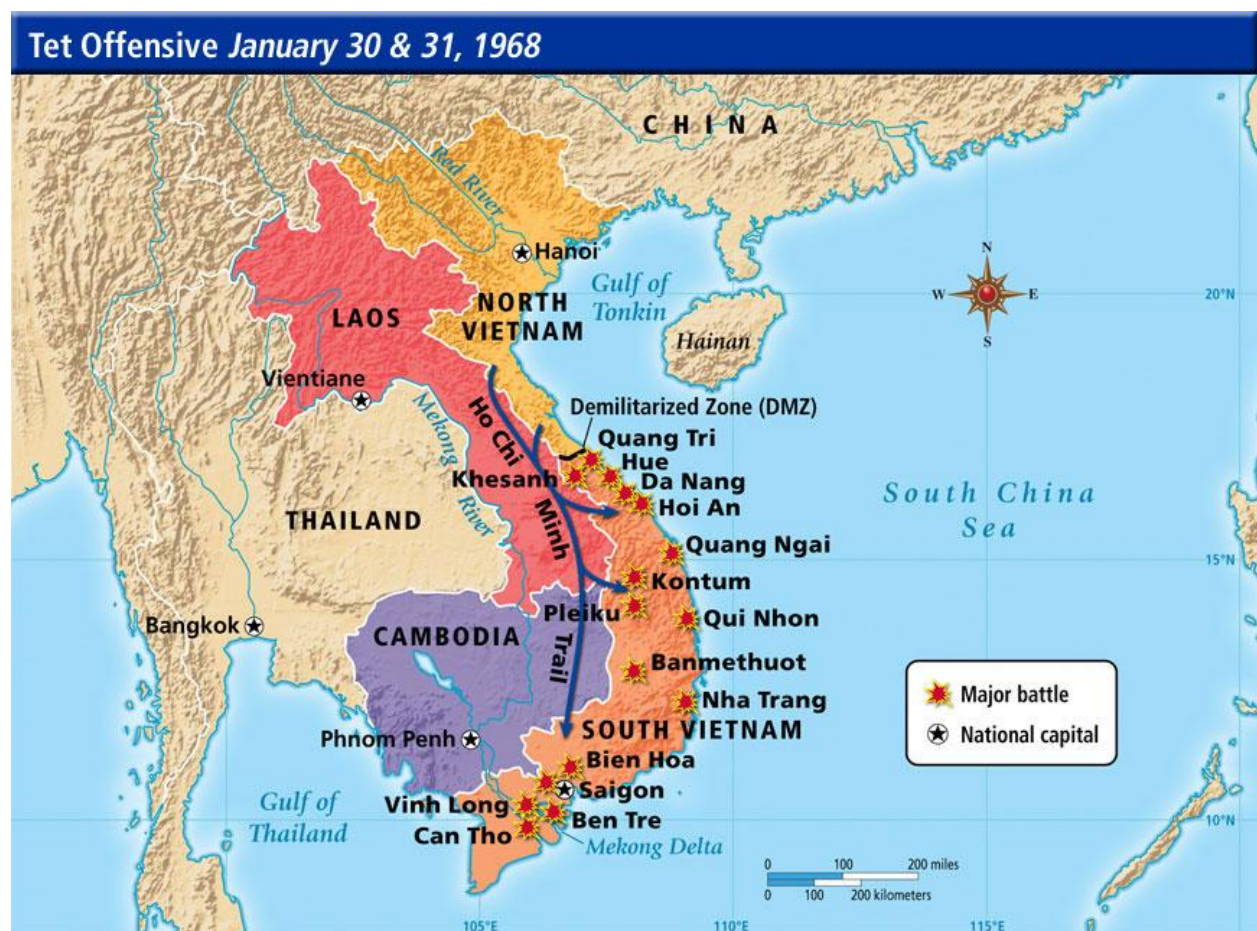 Tet Offensive January 30 & 31, 1968
CHINA
Red River
Hanoi
Gulf of
Tonkin
NORTH
VIETNAM
LAOS
Hainan
N
W
E
S
20°N
Vientiane
Mekong
River
Ho Chi
Minh
Trail
Demilitarized Zone (DMZ)
Quang Tri
Hue
Khesanh
Da Nang
Hoi An
South China
Sea
THAILAND
Quang Ngai
15°N
Kontum
Pleiku
Qui Nhon
Bangkok
CAMBODIA
Banmethuot
Nha Trang
Major battle
National capital
SOUTH VIETNAM
Phnom Penh
Bien Hoa
Saigon
Vinh Long
Ben Tre
Can Tho
Mekong Delta
Gulf of
Thailand
10°N
0 100 200 miles
0 100 200 kilometers
105°E
110°E
115°E